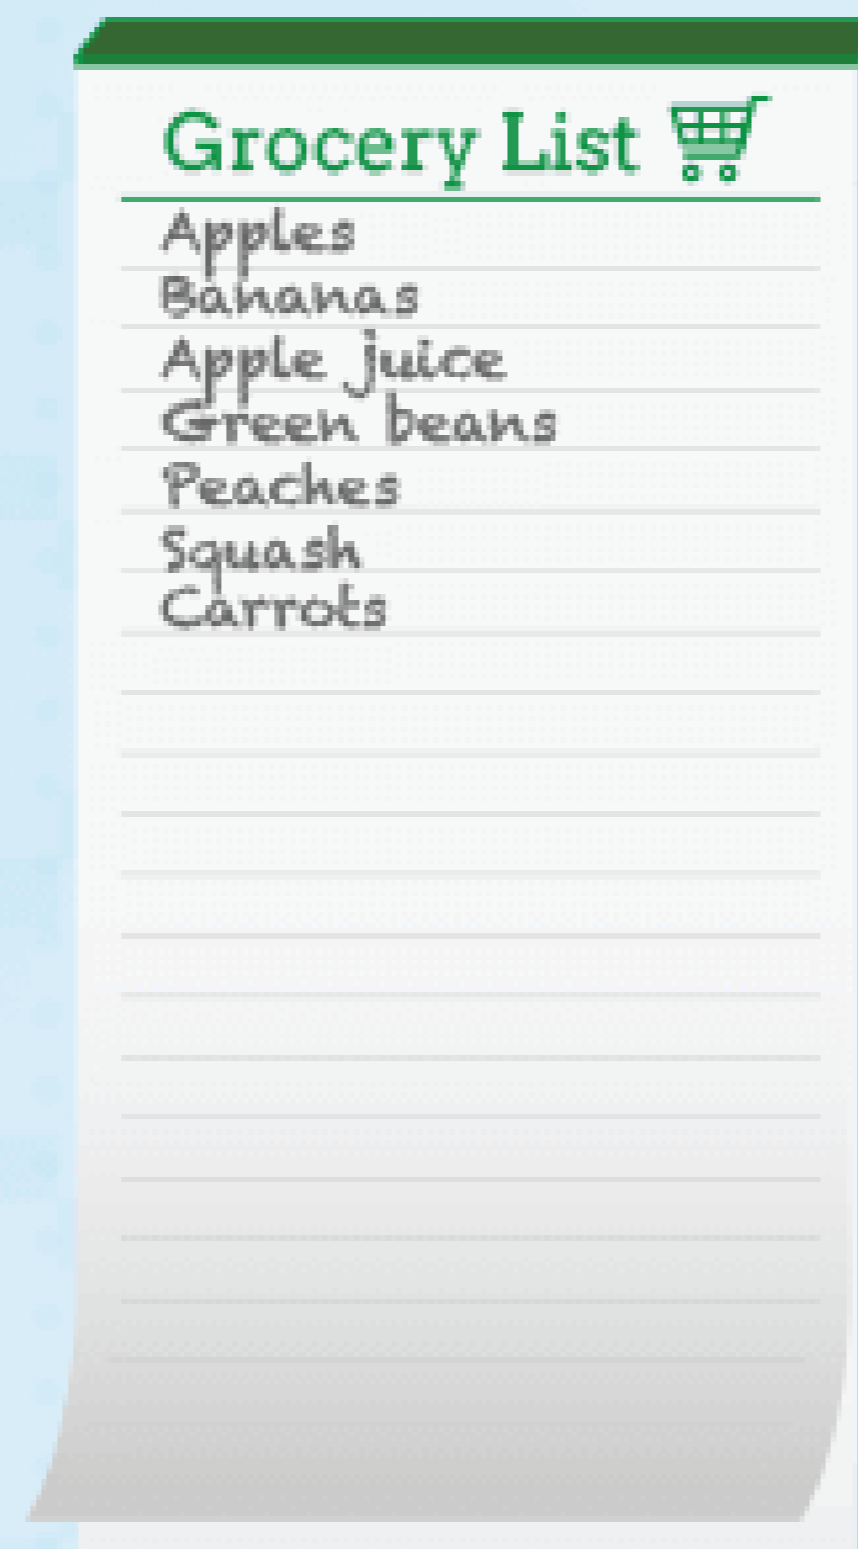 Grocery List
Apples
Bananas
Apple juice
Green beans
Peaches
Squash
Carrots